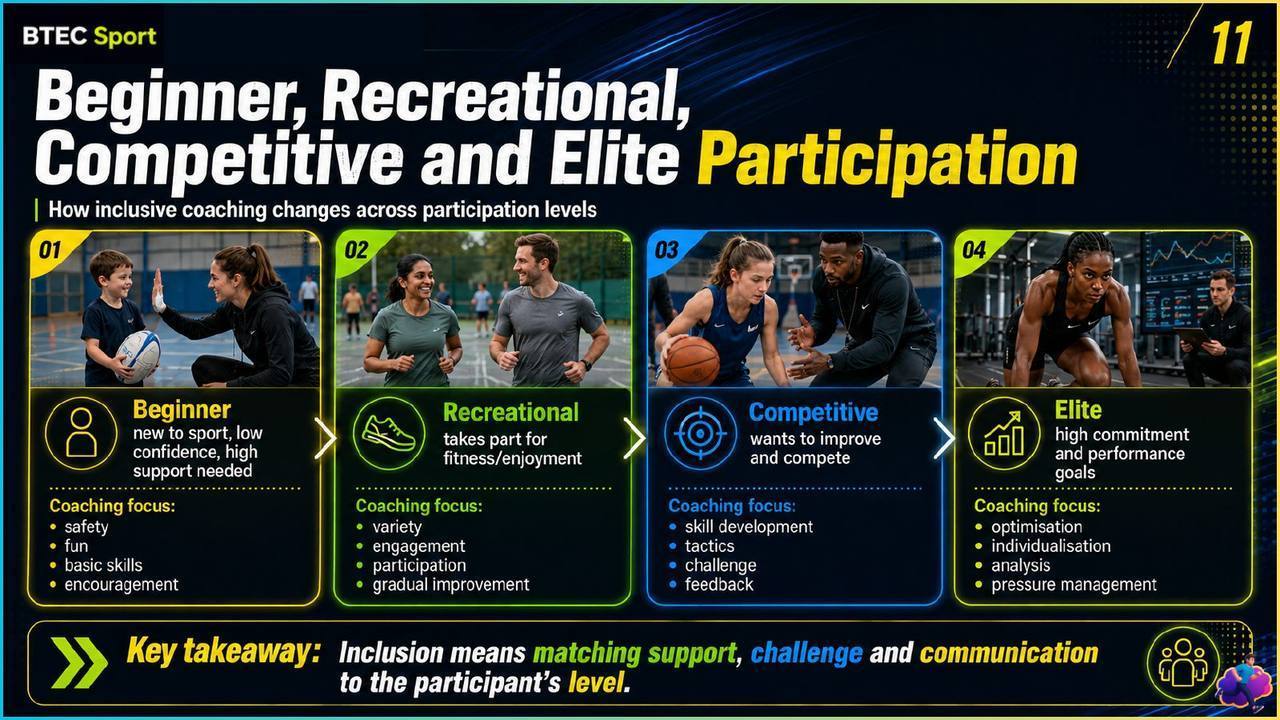 BTEC Sport
11
Beginner, Recreational,
Competitive and Elite Participation
How inclusive coaching changes across participation levels
01
Beginner
new to sport, low
confidence, high
support needed
Coaching focus:
• safety
• fun
• basic skills
• encouragement
02
Recreational
takes part for
fitness/enjoyment
Coaching focus:
• variety
• engagement
• participation
• gradual improvement
03
Competitive
wants to improve
and compete
Coaching focus:
• skill development
• tactics
• challenge
• feedback
04
Elite
high commitment
and performance
goals
Coaching focus:
• optimisation
• individualisation
• analysis
• pressure management
Key takeaway: Inclusion means matching support, challenge and communication
to the participant's level.